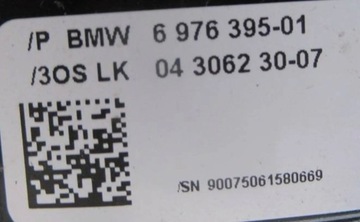 /P BMW 6 976 395-01
/3OS LK 04 3062 30-07
/SN 90075061580669